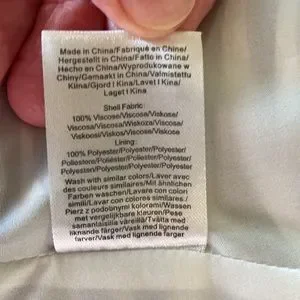 Made in China/Fabriqué en Chine/
Hergestellt in China/Fatto in China/
Hecho en China/Wyprodukowane w
Chiny/Gemaakt in China/Valmistettu
Kiina/Gjord I Kina/Lavet I Kina/
Laget I Kina
Shell Fabric:
100% Viscose/Viscose/Viskose/
Viscosa/Viscosa/Wiskoza/Viscose/
Viskoosi/Viskos/Viskose/Viskose
Lining:
100% Polyester/Polyester/Polyester/
Poliestere/Poliéster/Poliester/Polyester/
Polyesteri/Polyester/Polyester/Polyester
Wash with similar colors/Laver avec
des couleurs similaires/Mit ähnlichen
Farben waschen/Lavare con colori
simili/Lavar con colores similares/
Pierz z podobnymi kolorami/Wassen
met vergelijkbare kleuren/Pese
samanlaisilla väreillä/Tvätta med
liknande färger/Vask med lignende
farver/Vask med lignende farger